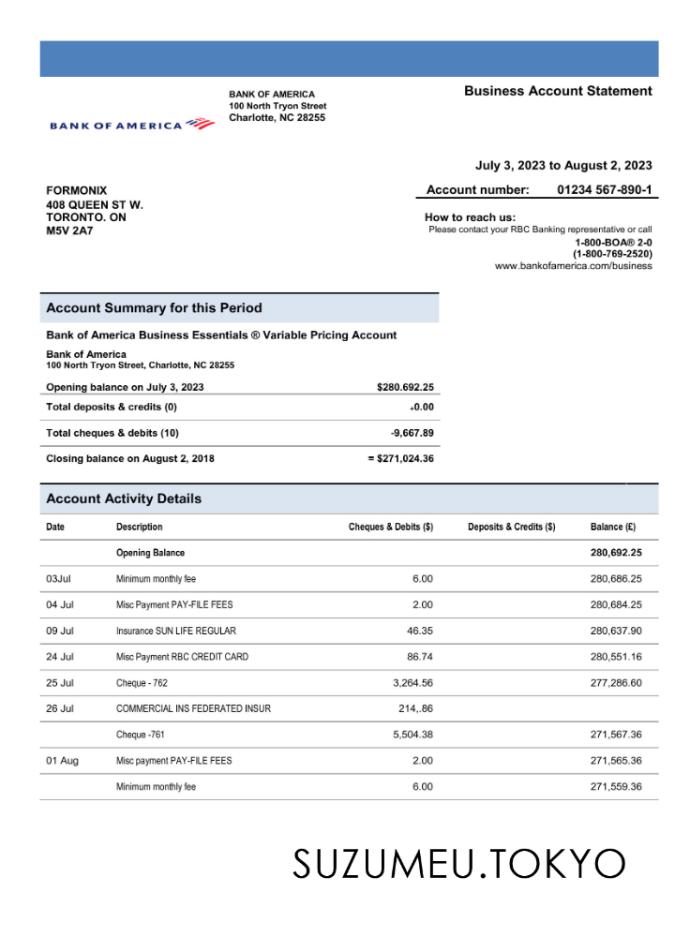 BANK OF AMERICA
BANK OF AMERICA
100 North Tryon Street
Charlotte, NC 28255
Business Account Statement
July 3, 2023 to August 2, 2023
FORMONIX
408 QUEEN ST W.
TORONTO. ON
M5V 2A7
Account number: 01234 567-890-1
How to reach us:
Please contact your RBC Banking representative or call
1-800-BOA® 2-0
(1-800-769-2520)
www.bankofamerica.com/business
Account Summary for this Period
Bank of America Business Essentials ® Variable Pricing Account
Bank of America
100 North Tryon Street, Charlotte, NC 28255
Opening balance on July 3, 2023 $280.692.25
Total deposits & credits (0) +0.00
Total cheques & debits (10) -9,667.89
Closing balance on August 2, 2018 = $271,024.36
Account Activity Details
Date Description Cheques & Debits ($) Deposits & Credits ($) Balance (£)
Opening Balance 280,692.25
03Jul Minimum monthly fee 6.00 280,686.25
04 Jul Misc Payment PAY-FILE FEES 2.00 280,684.25
09 Jul Insurance SUN LIFE REGULAR 46.35 280,637.90
24 Jul Misc Payment RBC CREDIT CARD 86.74 280,551.16
25 Jul Cheque - 762 3,264.56 277,286.60
26 Jul COMMERCIAL INS FEDERATED INSUR 214,.86
Cheque -761 5,504.38 271,567.36
01 Aug Misc payment PAY-FILE FEES 2.00 271,565.36
Minimum monthly fee 6.00 271,559.36
SUZUMEU.TOKYO